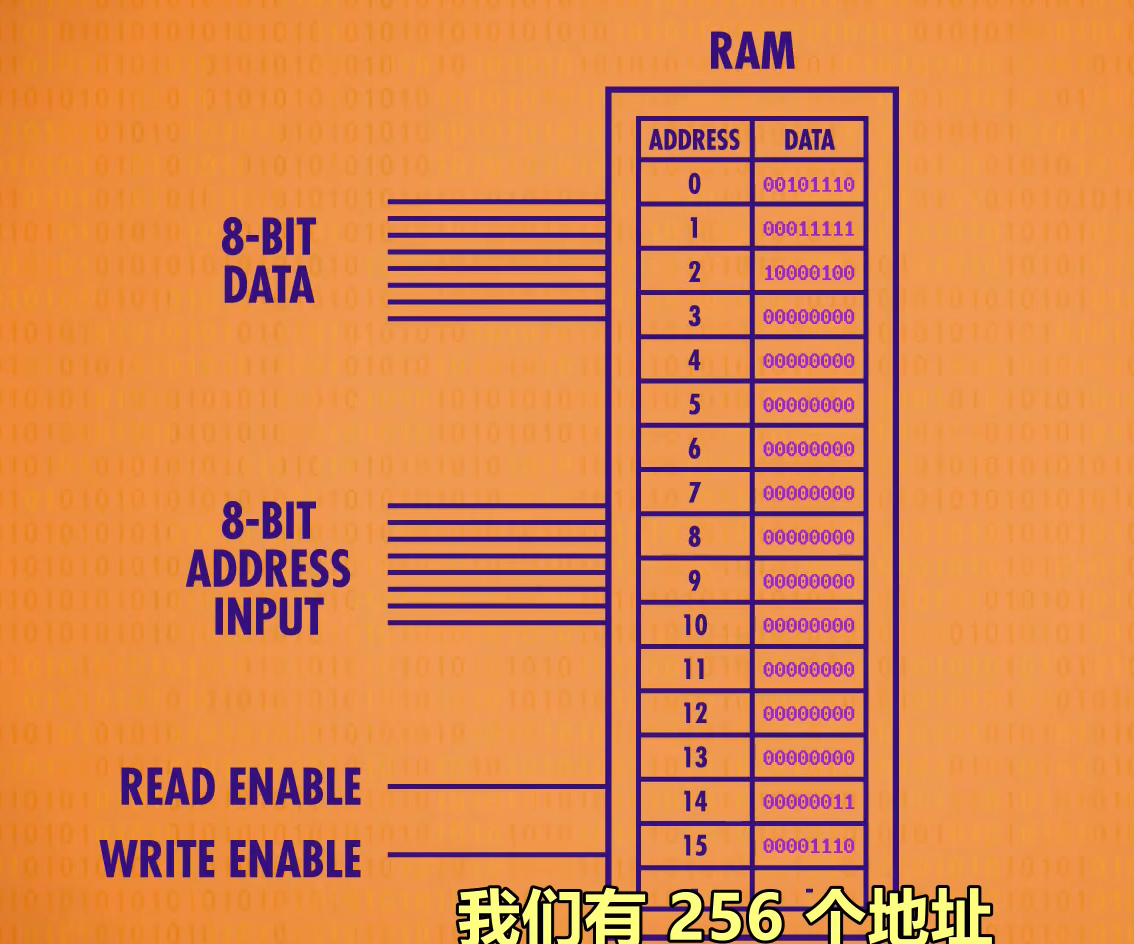 RAM
ADDRESS DATA
0 00101110
1 00011111
2 10000100
3 00000000
4 00000000
5 00000000
6 00000000
7 00000000
8 00000000
9 00000000
10 00000000
11 00000000
12 00000000
13 00000000
14 00000011
15 00001110
8-BIT
DATA
8-BIT
ADDRESS
INPUT
READ ENABLE
WRITE ENABLE
我们有 256 个地址